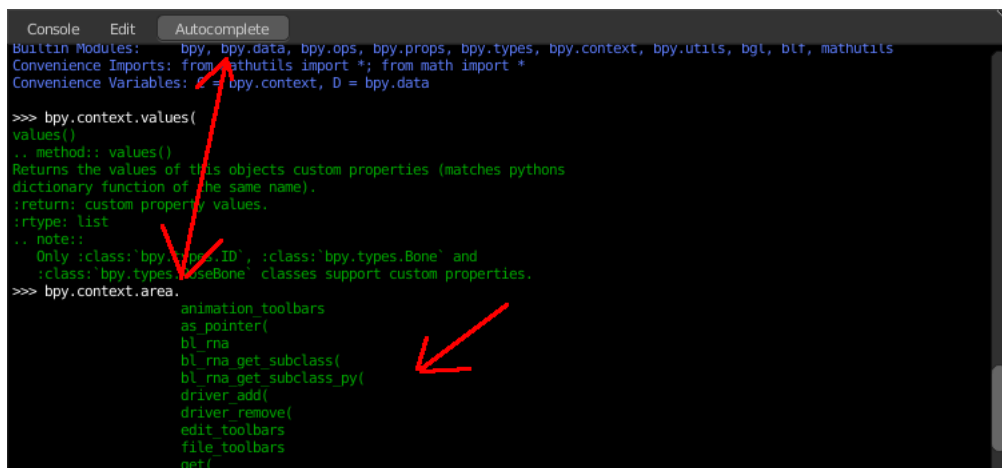 Console Edit Autocomplete
Builtin Modules: bpy, bpy.data, bpy.ops, bpy.props, bpy.types, bpy.context, bpy.utils, bgl, blf, mathutils
Convenience Imports: from mathutils import *; from math import *
Convenience Variables: C = bpy.context, D = bpy.data
>>> bpy.context.values(
values()
.. method:: values()
Returns the values of this objects custom properties (matches pythons
dictionary function of the same name).
:return: custom property values.
:rtype: list
.. note::
Only :class:`bpy.types.ID`, :class:`bpy.types.Bone` and
:class:`bpy.types.PoseBone` classes support custom properties.
>>> bpy.context.area.
animation_toolbars
as_pointer(
bl_rna
bl_rna_get_subclass(
bl_rna_get_subclass_py(
driver_add(
driver_remove(
edit_toolbars
file_toolbars
get(